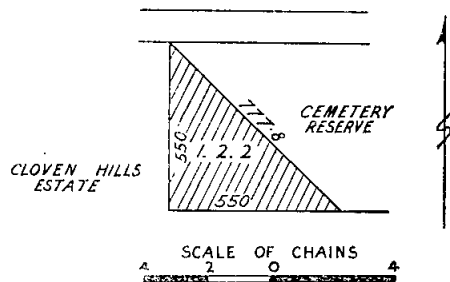 777.8
CEMETERY
RESERVE
550
1. 2. 2
CLOVEN HILLS
ESTATE
550
SCALE OF CHAINS
4 2 0 4